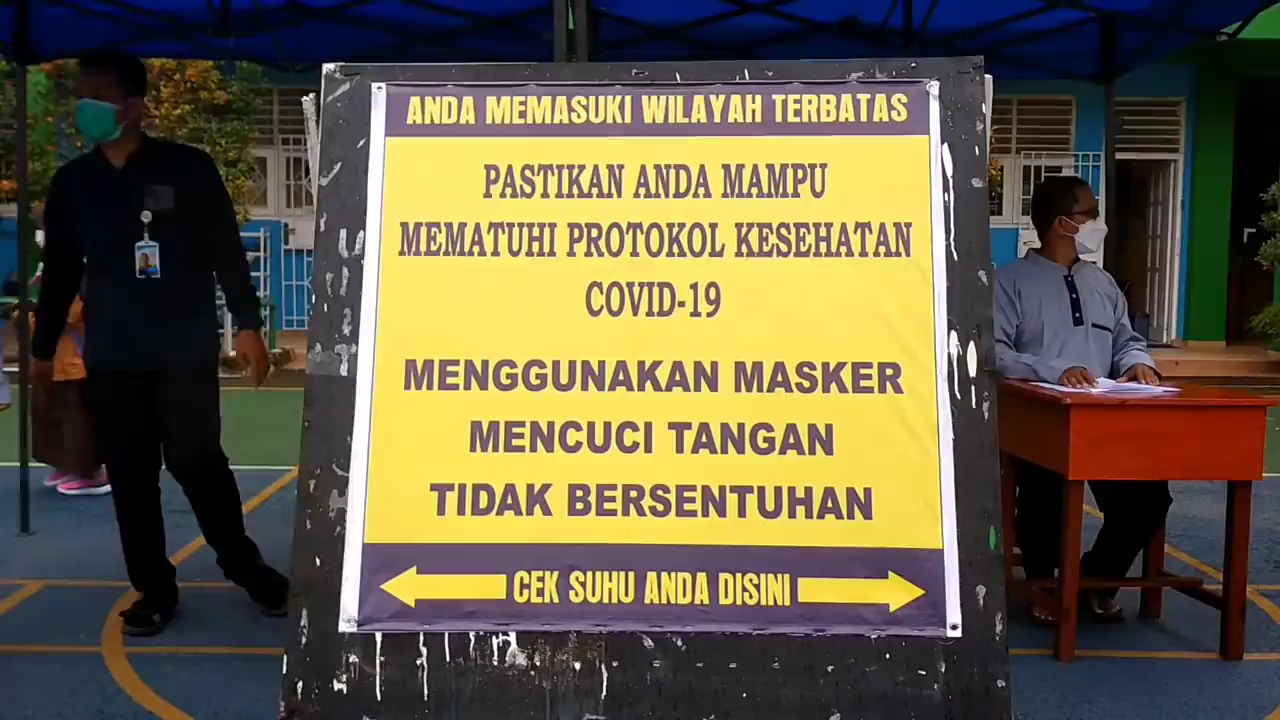 ANDA MEMASUKI WILAYAH TERBATAS
PASTIKAN ANDA MAMPU
MEMATUHI PROTOKOL KESEHATAN
COVID-19
MENGGUNAKAN MASKER
MENCUCI TANGAN
TIDAK BERSENTUHAN
CEK SUHU ANDA DISINI